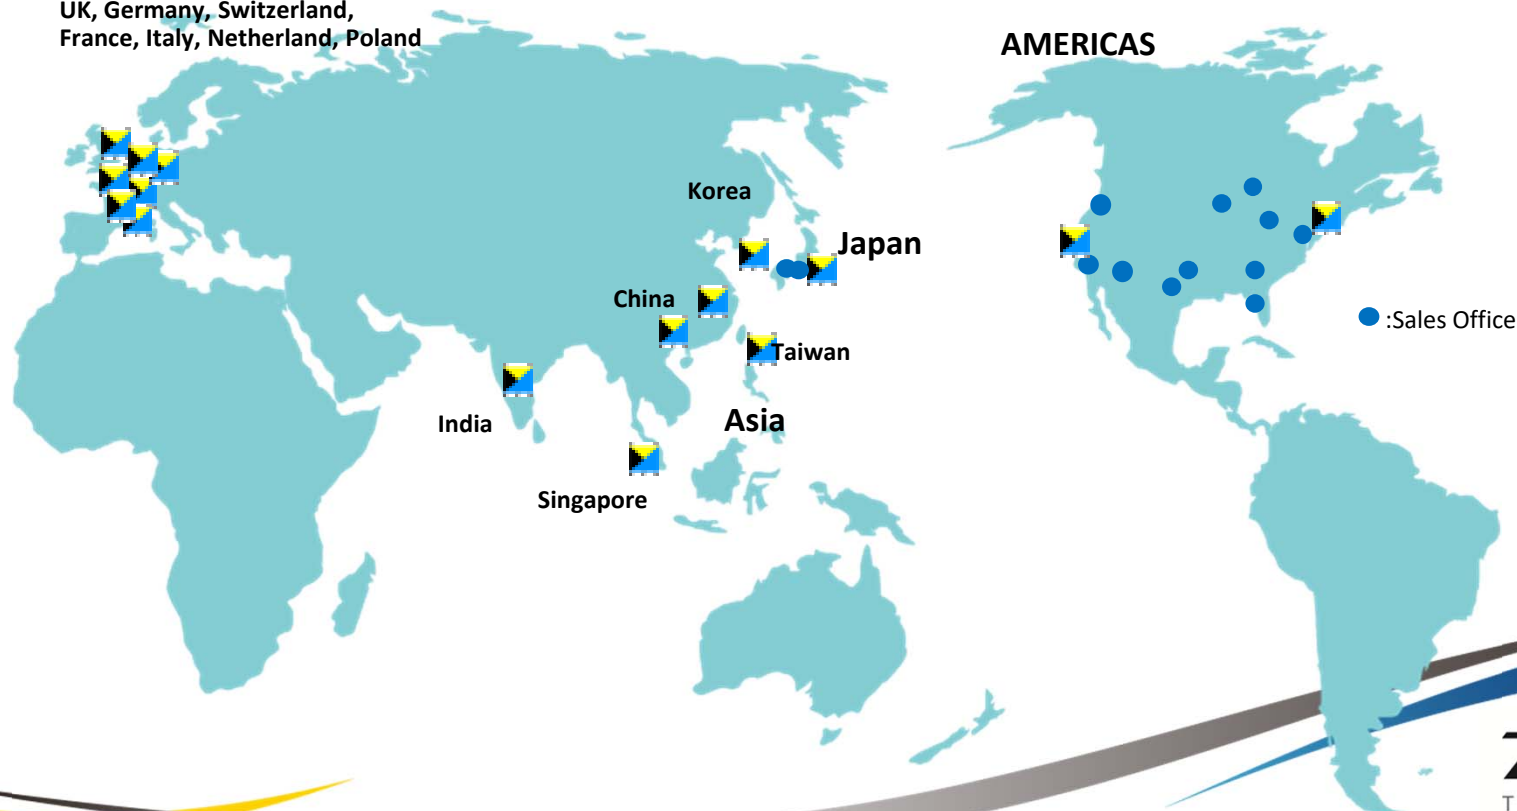 UK, Germany, Switzerland,
France, Italy, Netherland, Poland
AMERICAS
Korea
Japan
China
:Sales Office
Taiwan
India
Asia
Singapore
T